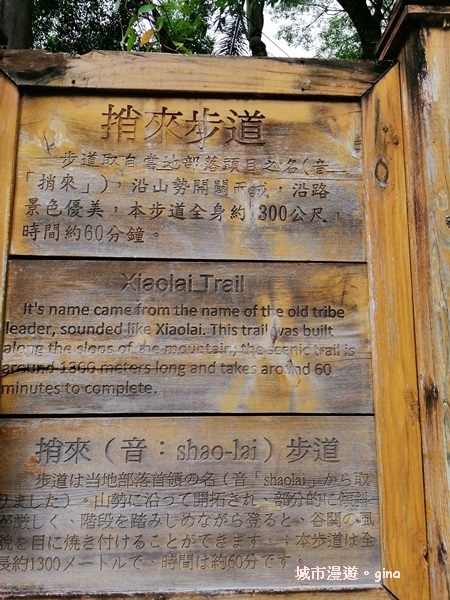 捎來步道
步道取自當地部落頭目之名(音
「捎來」)，沿山勢開闢而成，沿路
景色優美，本步道全身約1300公尺，
時間約60分鐘。
Xiaolai Trail
It's name came from the name of the old tribe
leader, sounded like Xiaolai. This trail was built
along the slops of the mountain, the scenic trail is
around 1300 meters long and takes around 60
minutes to complete.
捎來（音：shao-lai）步道
步道は当地部落首領の名（音「shaolai」から取
りました）。山勢に沿って開拓され、部分的に傾斜
が厳しく、階段を踏みしめながら登ると、谷関の風
貌を目に焼き付けることができます。本步道は全
長約1300メートルで、時間は約60分です
城市漫遊。gina